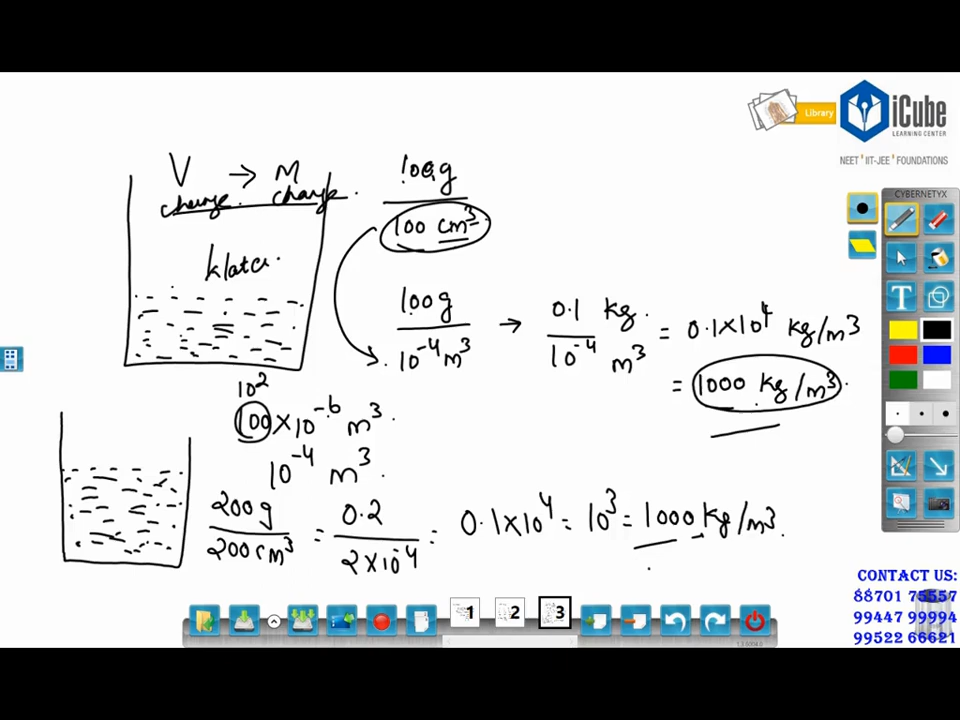 Library
iCube
LEARNING CENTER
NEET ' IIT-JEE ' FOUNDATIONS
CYBERNETYX
V → M
change. change.
100g
100 cm³
100g
10⁻⁴ m³
→ 0.1 kg. / 10⁻⁴ m³ = 0.1×10⁴ kg/m³
= 1000 kg/m³.
10²
100×10⁻⁶ m³.
10⁻⁴ m³.
200g / 200cm³ = 0.2 / 2×10⁻⁴ = 0.1×10⁴ = 10³ = 1000 kg/m³.
T
1 2 3
CONTACT US:
88701 75557
99447 99994
99522 66621